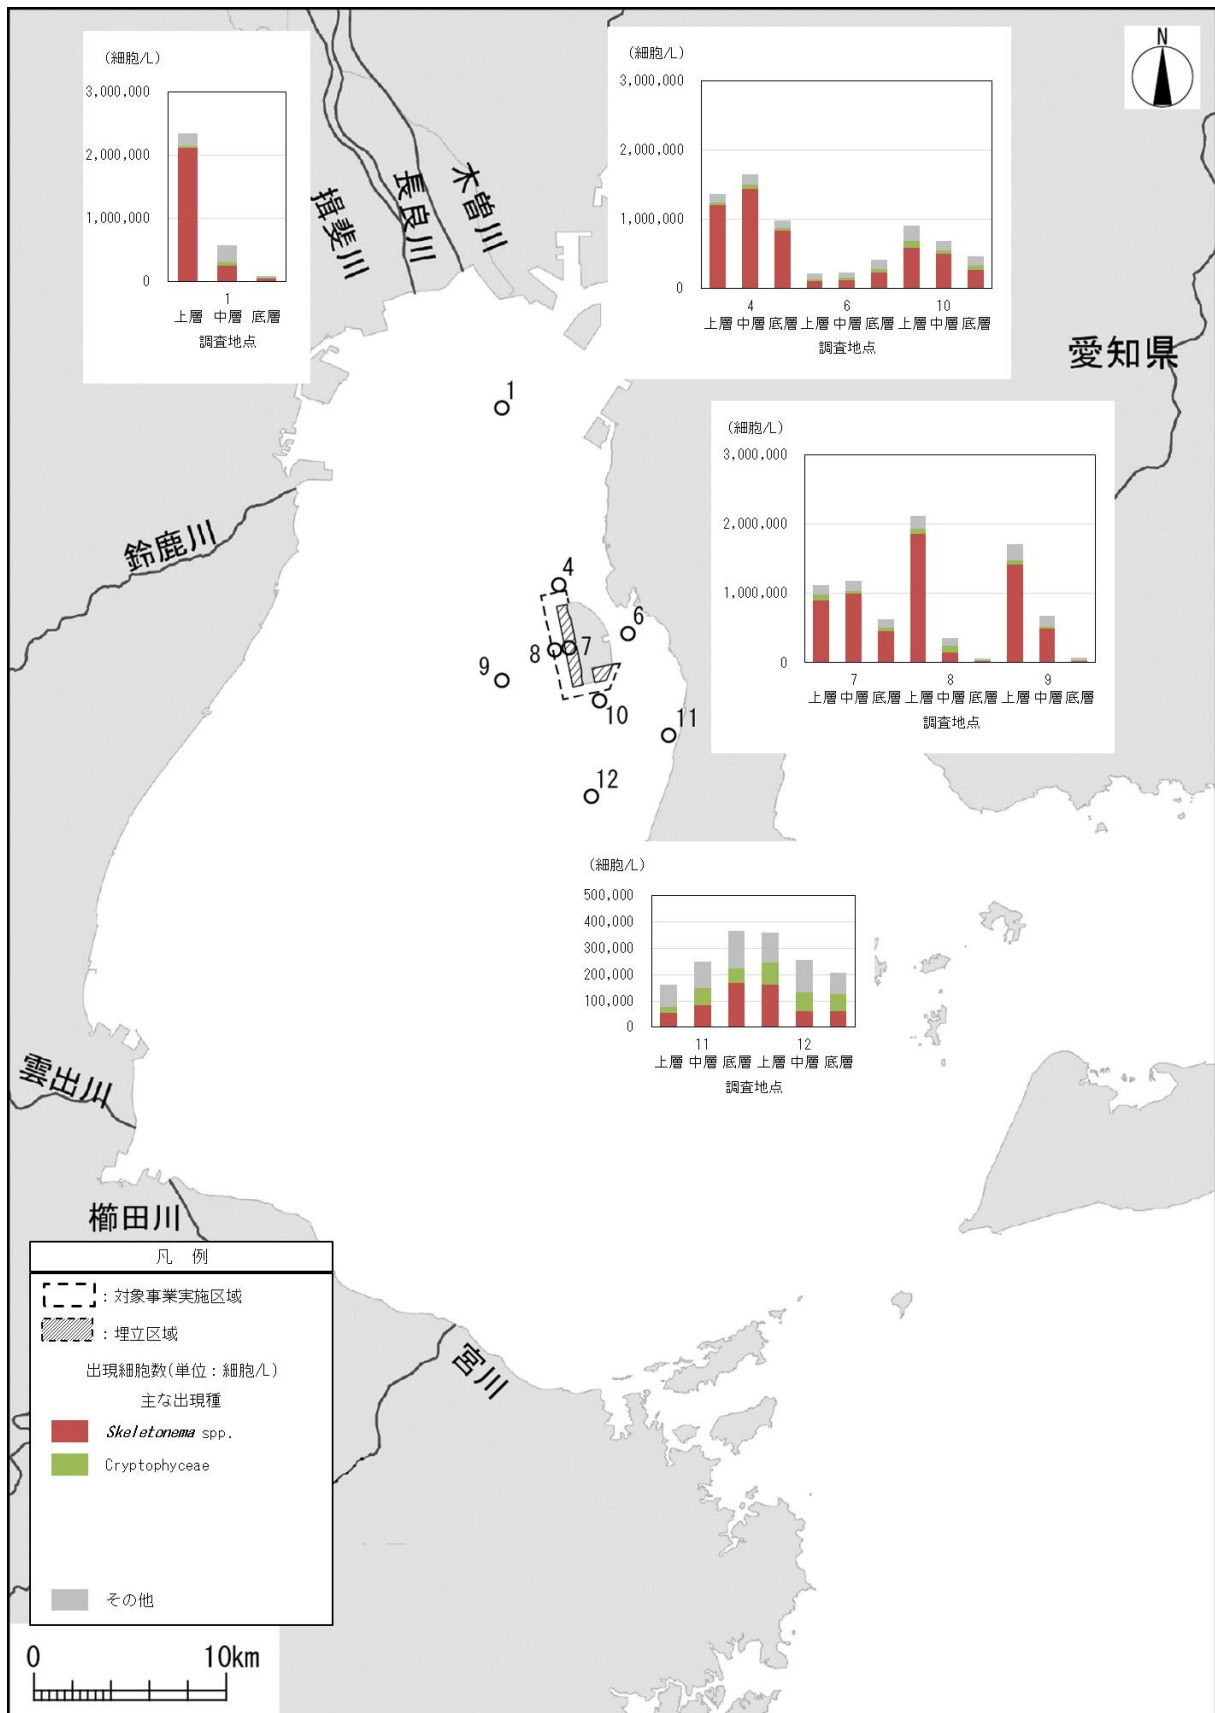 (細胞/L)
3,000,000
2,000,000
1,000,000
0
1
上層 中層 底層
調査地点
(細胞/L)
3,000,000
2,000,000
1,000,000
0
4 6 10
上層 中層 底層 上層 中層 底層 上層 中層 底層
調査地点
N
揖斐川
長良川
木曽川
愛知県
1
(細胞/L)
3,000,000
2,000,000
1,000,000
0
7 8 9
上層 中層 底層 上層 中層 底層 上層 中層 底層
調査地点
鈴鹿川
4
6
8
7
9
10
11
12
(細胞/L)
500,000
400,000
300,000
200,000
100,000
0
11 12
上層 中層 底層 上層 中層 底層
調査地点
雲出川
櫛田川
宮川
凡 例
：対象事業実施区域
：埋立区域
出現細胞数(単位：細胞/L)
主な出現種
Skeletonema spp.
Cryptophyceae
その他
0 10km